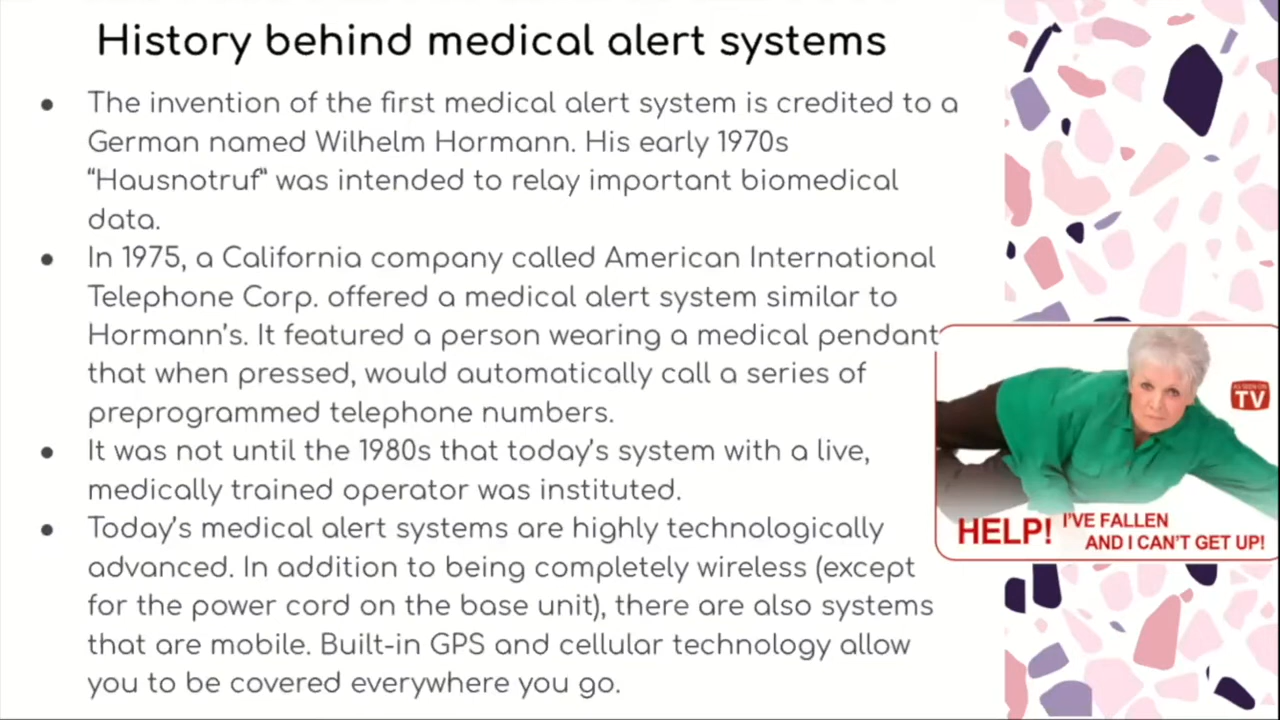 History behind medical alert systems
● The invention of the first medical alert system is credited to a
German named Wilhelm Hormann. His early 1970s
“Hausnotruf” was intended to relay important biomedical
data.
● In 1975, a California company called American International
Telephone Corp. offered a medical alert system similar to
Hormann’s. It featured a person wearing a medical pendant
that when pressed, would automatically call a series of
preprogrammed telephone numbers.
● It was not until the 1980s that today’s system with a live,
medically trained operator was instituted.
● Today’s medical alert systems are highly technologically
advanced. In addition to being completely wireless (except
for the power cord on the base unit), there are also systems
that are mobile. Built-in GPS and cellular technology allow
you to be covered everywhere you go.
AS SEEN ON
TV
HELP! I’VE FALLEN
AND I CAN’T GET UP!